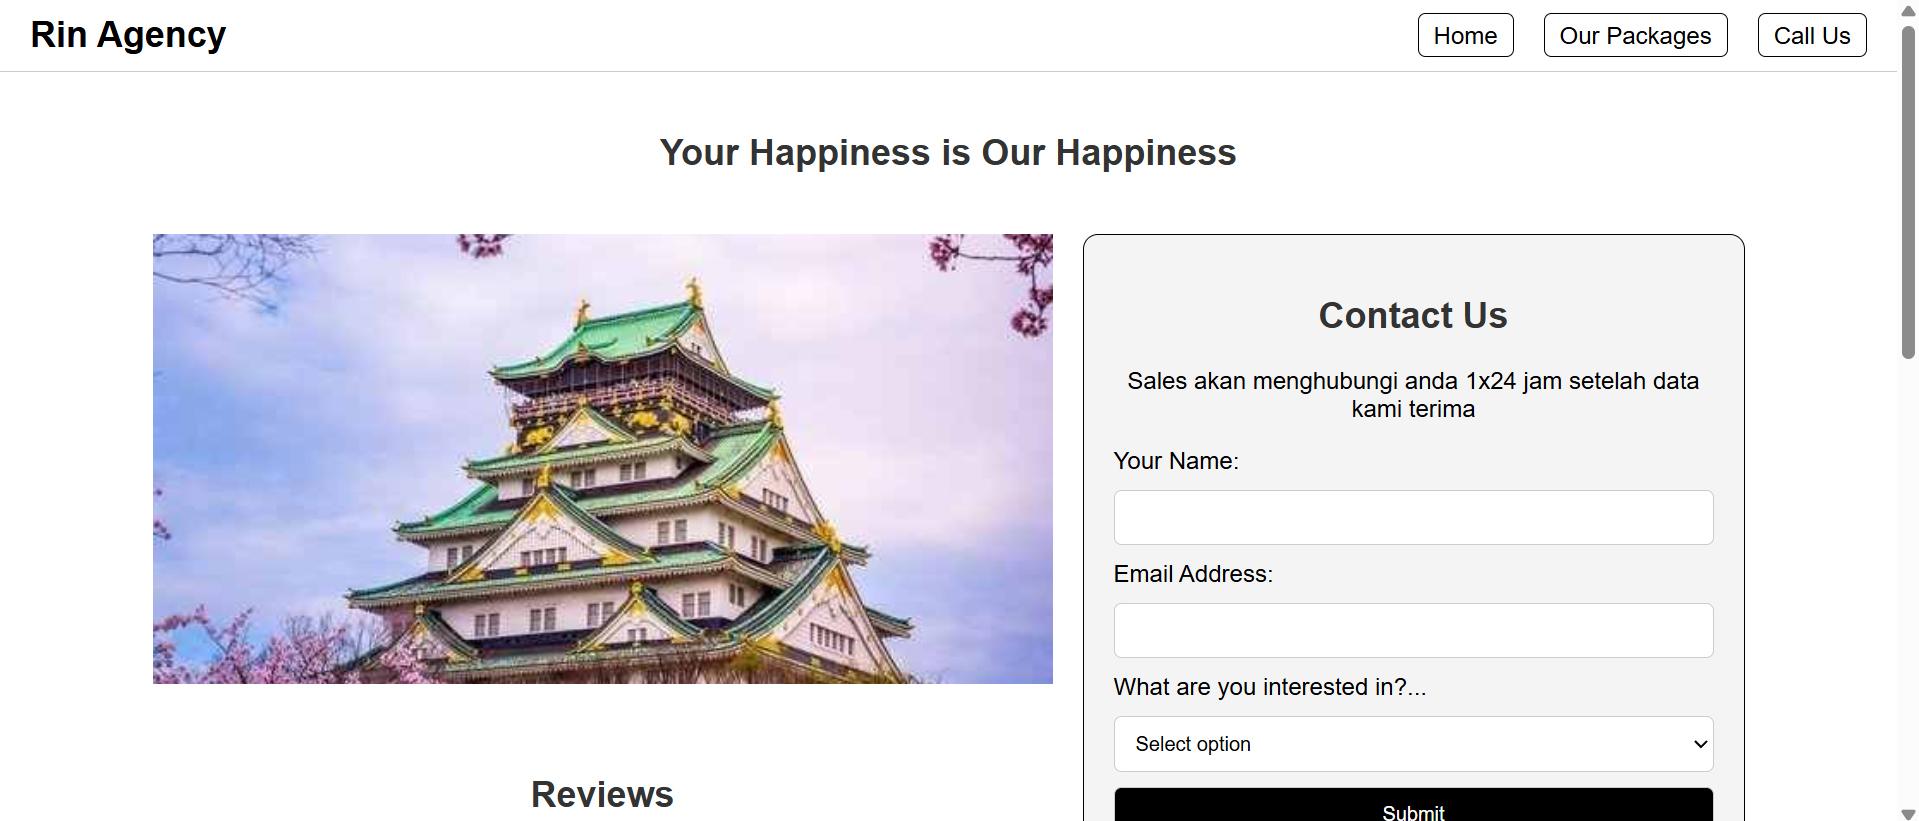 Rin Agency
Home
Our Packages
Call Us
Your Happiness is Our Happiness
Contact Us
Sales akan menghubungi anda 1x24 jam setelah data
kami terima
Your Name:
Email Address:
What are you interested in?...
Select option
Submit
Reviews